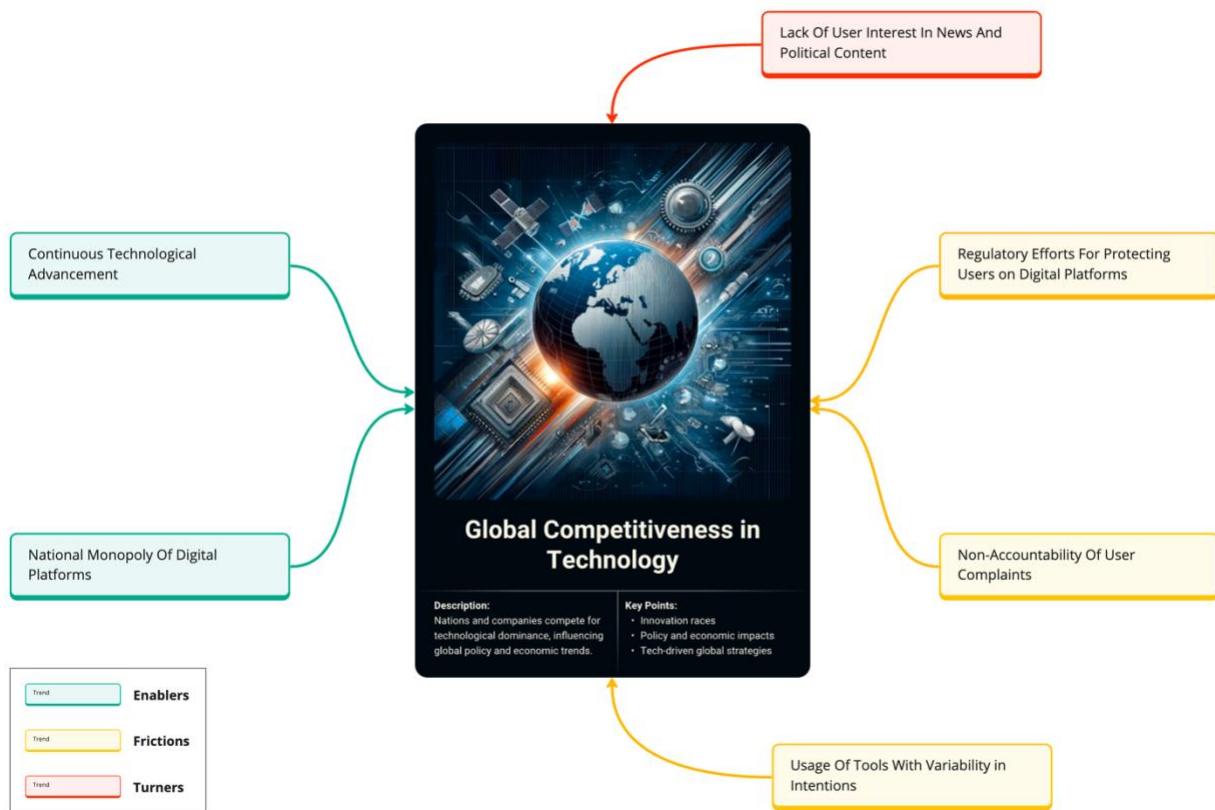 Lack Of User Interest In News And
Political Content
Continuous Technological
Advancement
Regulatory Efforts For Protecting
Users on Digital Platforms
Global Competitiveness in
Technology
National Monopoly Of Digital
Platforms
Non-Accountability Of User
Complaints
Description:
Nations and companies compete for
technological dominance, influencing
global policy and economic trends.
Key Points:
• Innovation races
• Policy and economic impacts
• Tech-driven global strategies
Trend
Enablers
Trend
Frictions
Trend
Turners
Usage Of Tools With Variability in
Intentions